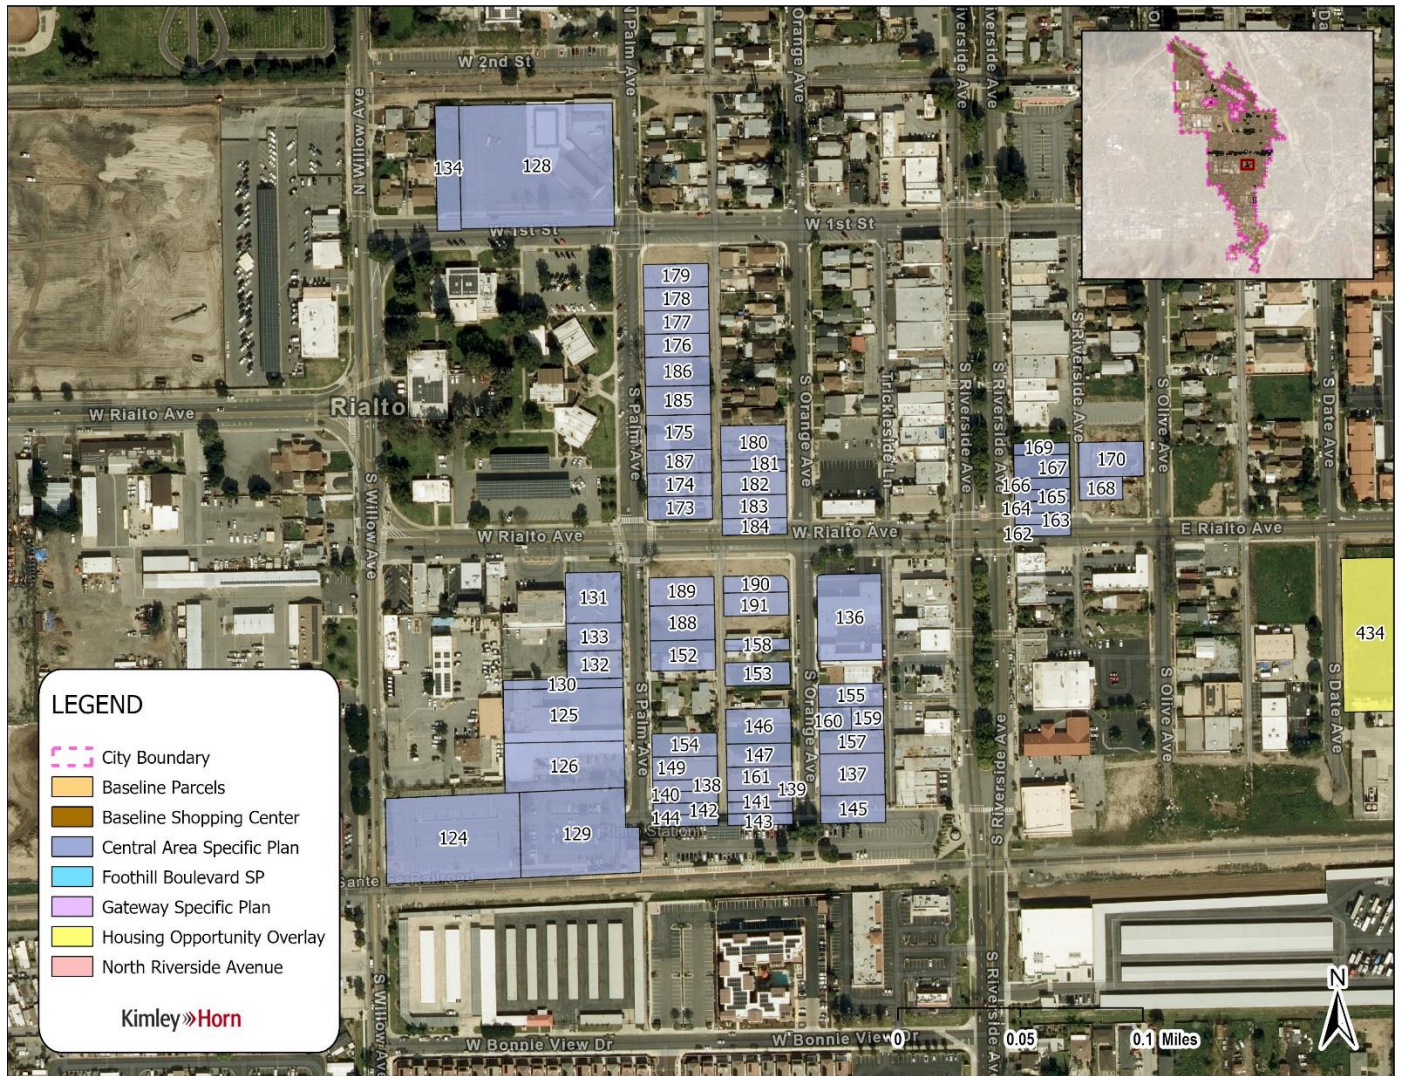 W 2nd St
N Willow Ave
N Palm Ave
Orange Ave
Riverside Ave
Riverside Ave
134
128
W 1st St
W 1st St
179
178
177
176
186
185
175
187
174
173
180
181
182
183
184
S Palm Ave
S Orange Ave
Trickleside Ln
S Riverside Ave
S Riverside Ave
S Riverside Ave
S Olive Ave
S Date Ave
W Rialto Ave
Rialto
169
167
166
165
164
163
162
170
168
S Willow Ave
W Rialto Ave
W Rialto Ave
E Rialto Ave
131
133
132
130
125
126
124
129
189
188
152
190
191
158
153
136
434
155
160
159
157
137
145
146
147
161
139
141
143
154
149
138
140
142
144
S Palm Ave
S Orange Ave
S Riverside Ave
S Olive Ave
S Date Ave
Railroad
LEGEND
City Boundary
Baseline Parcels
Baseline Shopping Center
Central Area Specific Plan
Foothill Boulevard SP
Gateway Specific Plan
Housing Opportunity Overlay
North Riverside Avenue
Kimley»Horn
S Willow Ave
S Riverside Ave
W Bonnie View Dr
W Bonnie View Dr
0
0.05
0.1 Miles
N